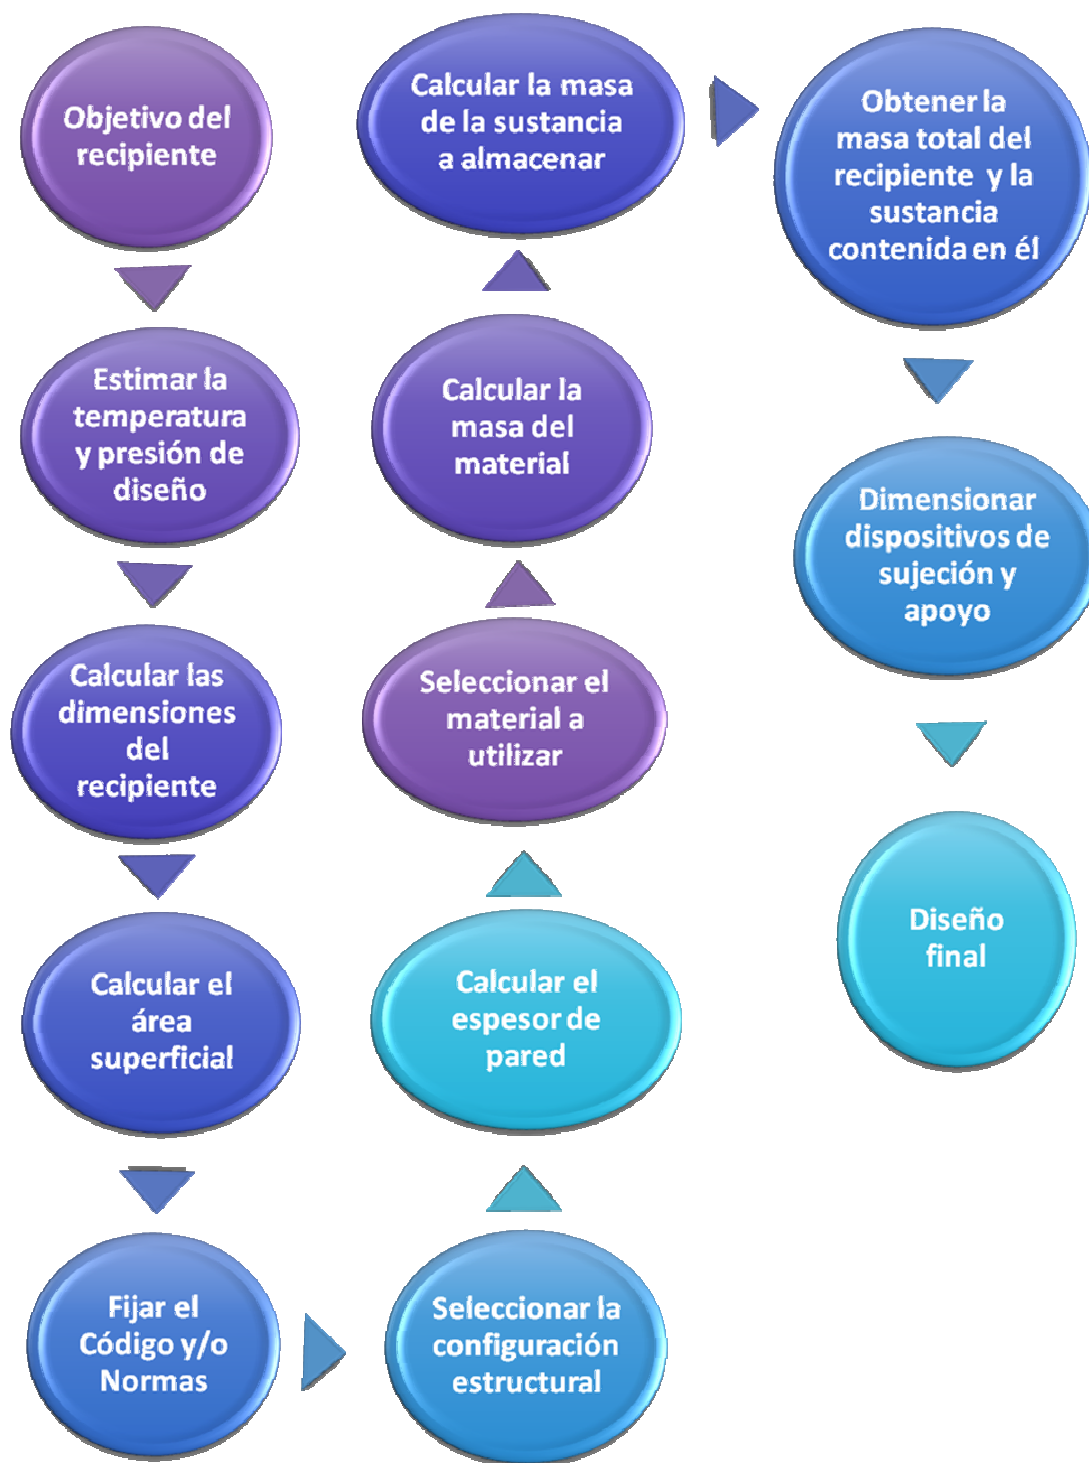 Objetivo del
recipiente
Estimar la
temperatura
y presión de
diseño
Calcular las
dimensiones
del
recipiente
Calcular el
área
superficial
Fijar el
Código y/o
Normas
Seleccionar la
configuración
estructural
Calcular el
espesor de
pared
Seleccionar el
material a
utilizar
Calcular la
masa del
material
Calcular la masa
de la sustancia
a almacenar
Obtener la
masa total del
recipiente y la
sustancia
contenida en él
Dimensionar
dispositivos de
sujeción y
apoyo
Diseño
final